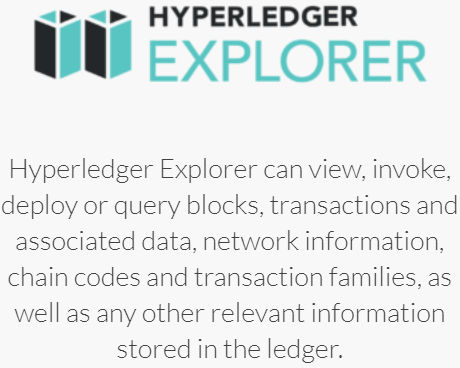 HYPERLEDGER
EXPLORER
Hyperledger Explorer can view, invoke,
deploy or query blocks, transactions and
associated data, network information,
chain codes and transaction families, as
well as any other relevant information
stored in the ledger.